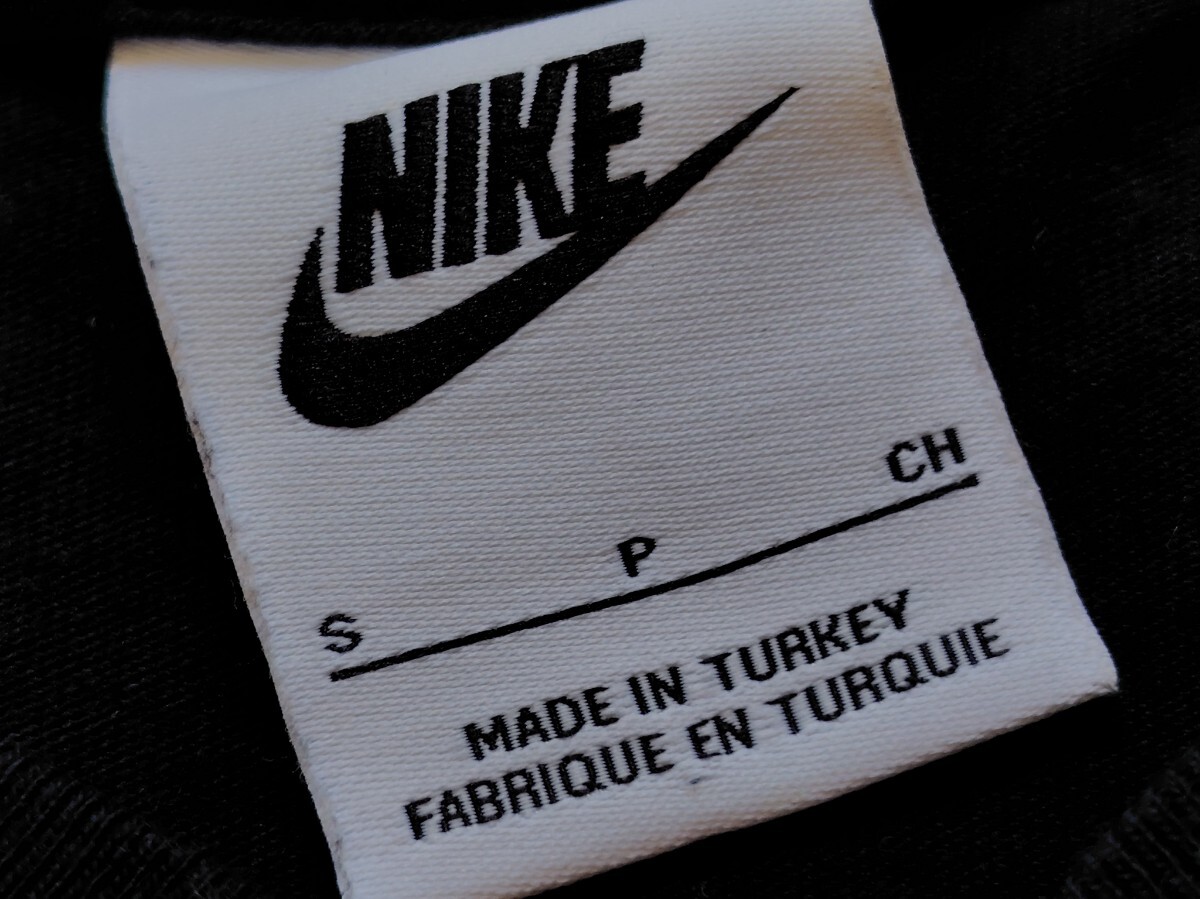 NIKE
S P CH
MADE IN TURKEY
FABRIQUE EN TURQUIE